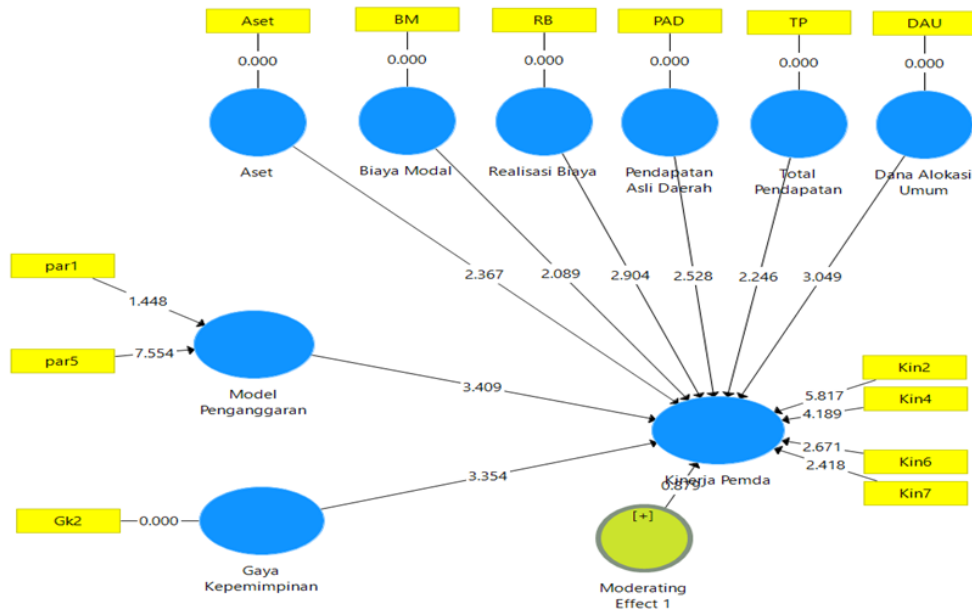 Aset BM RB PAD TP DAU
0.000 0.000 0.000 0.000 0.000 0.000
Aset Biaya Modal Realisasi Biaya Pendapatan Asli Daerah Total Pendapatan Dana Alokasi Umum
par1
1.448
par5 7.554
Model
Penganggaran
2.367 2.089 2.904 2.528 2.246 3.049
3.409
Kin2
5.817
Kin4
4.189
Kin6
2.671
Kin7
2.418
Kinerja Pemda
0.879
3.354
Gk2 0.000
Gaya
Kepemimpinan
[+]
Moderating
Effect 1